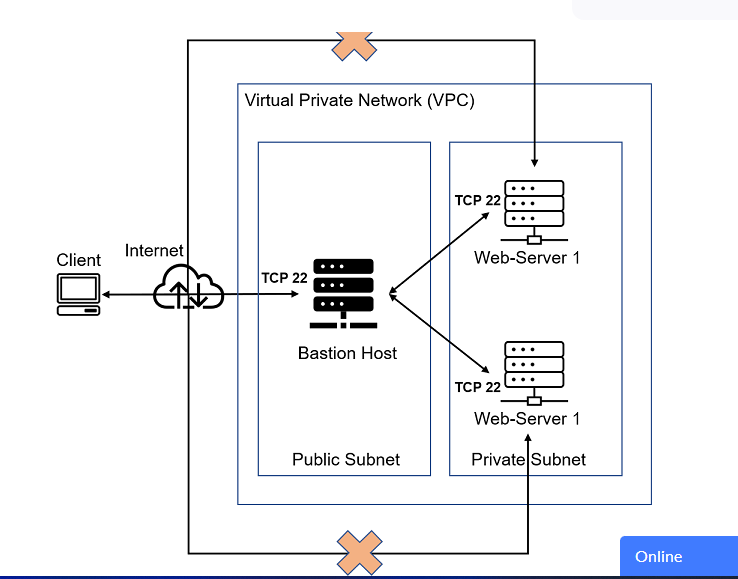 Virtual Private Network (VPC)
TCP 22
Web-Server 1
Client
Internet
TCP 22
Bastion Host
TCP 22
Web-Server 1
Public Subnet
Private Subnet
Online